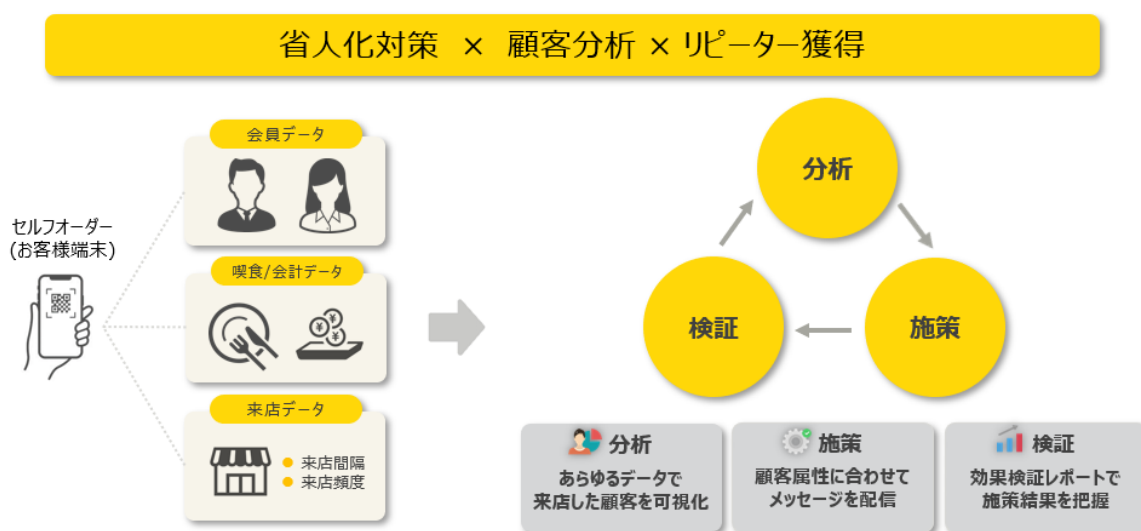 省人化対策 × 顧客分析 × リピーター獲得
セルフオーダー
(お客様端末)
会員データ
喫食/会計データ
来店データ
来店間隔
来店頻度
分析
施策
検証
分析
あらゆるデータで
来店した顧客を可視化
施策
顧客属性に合わせて
メッセージを配信
検証
効果検証レポートで
施策結果を把握